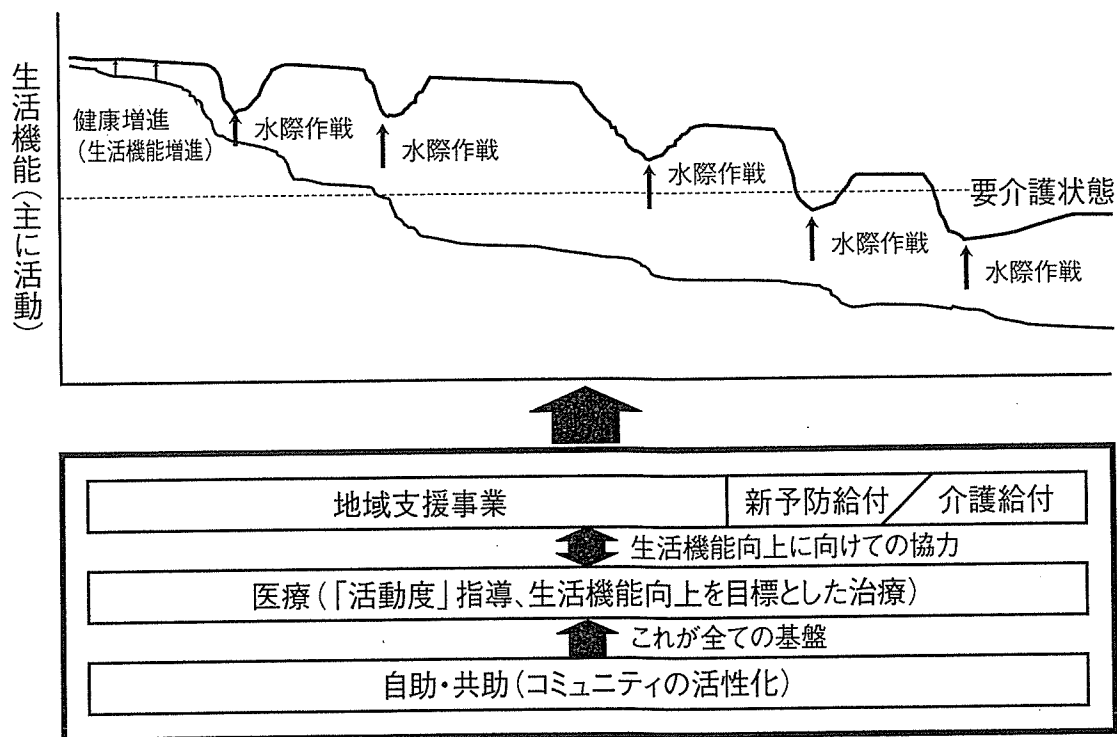 生活機能(主に活動)
健康増進
(生活機能増進)
水際作戦
水際作戦
水際作戦
要介護状態
水際作戦
水際作戦
地域支援事業
新予防給付
介護給付
生活機能向上に向けての協力
医療(「活動度」指導、生活機能向上を目標とした治療)
これが全ての基盤
自助・共助(コミュニティの活性化)